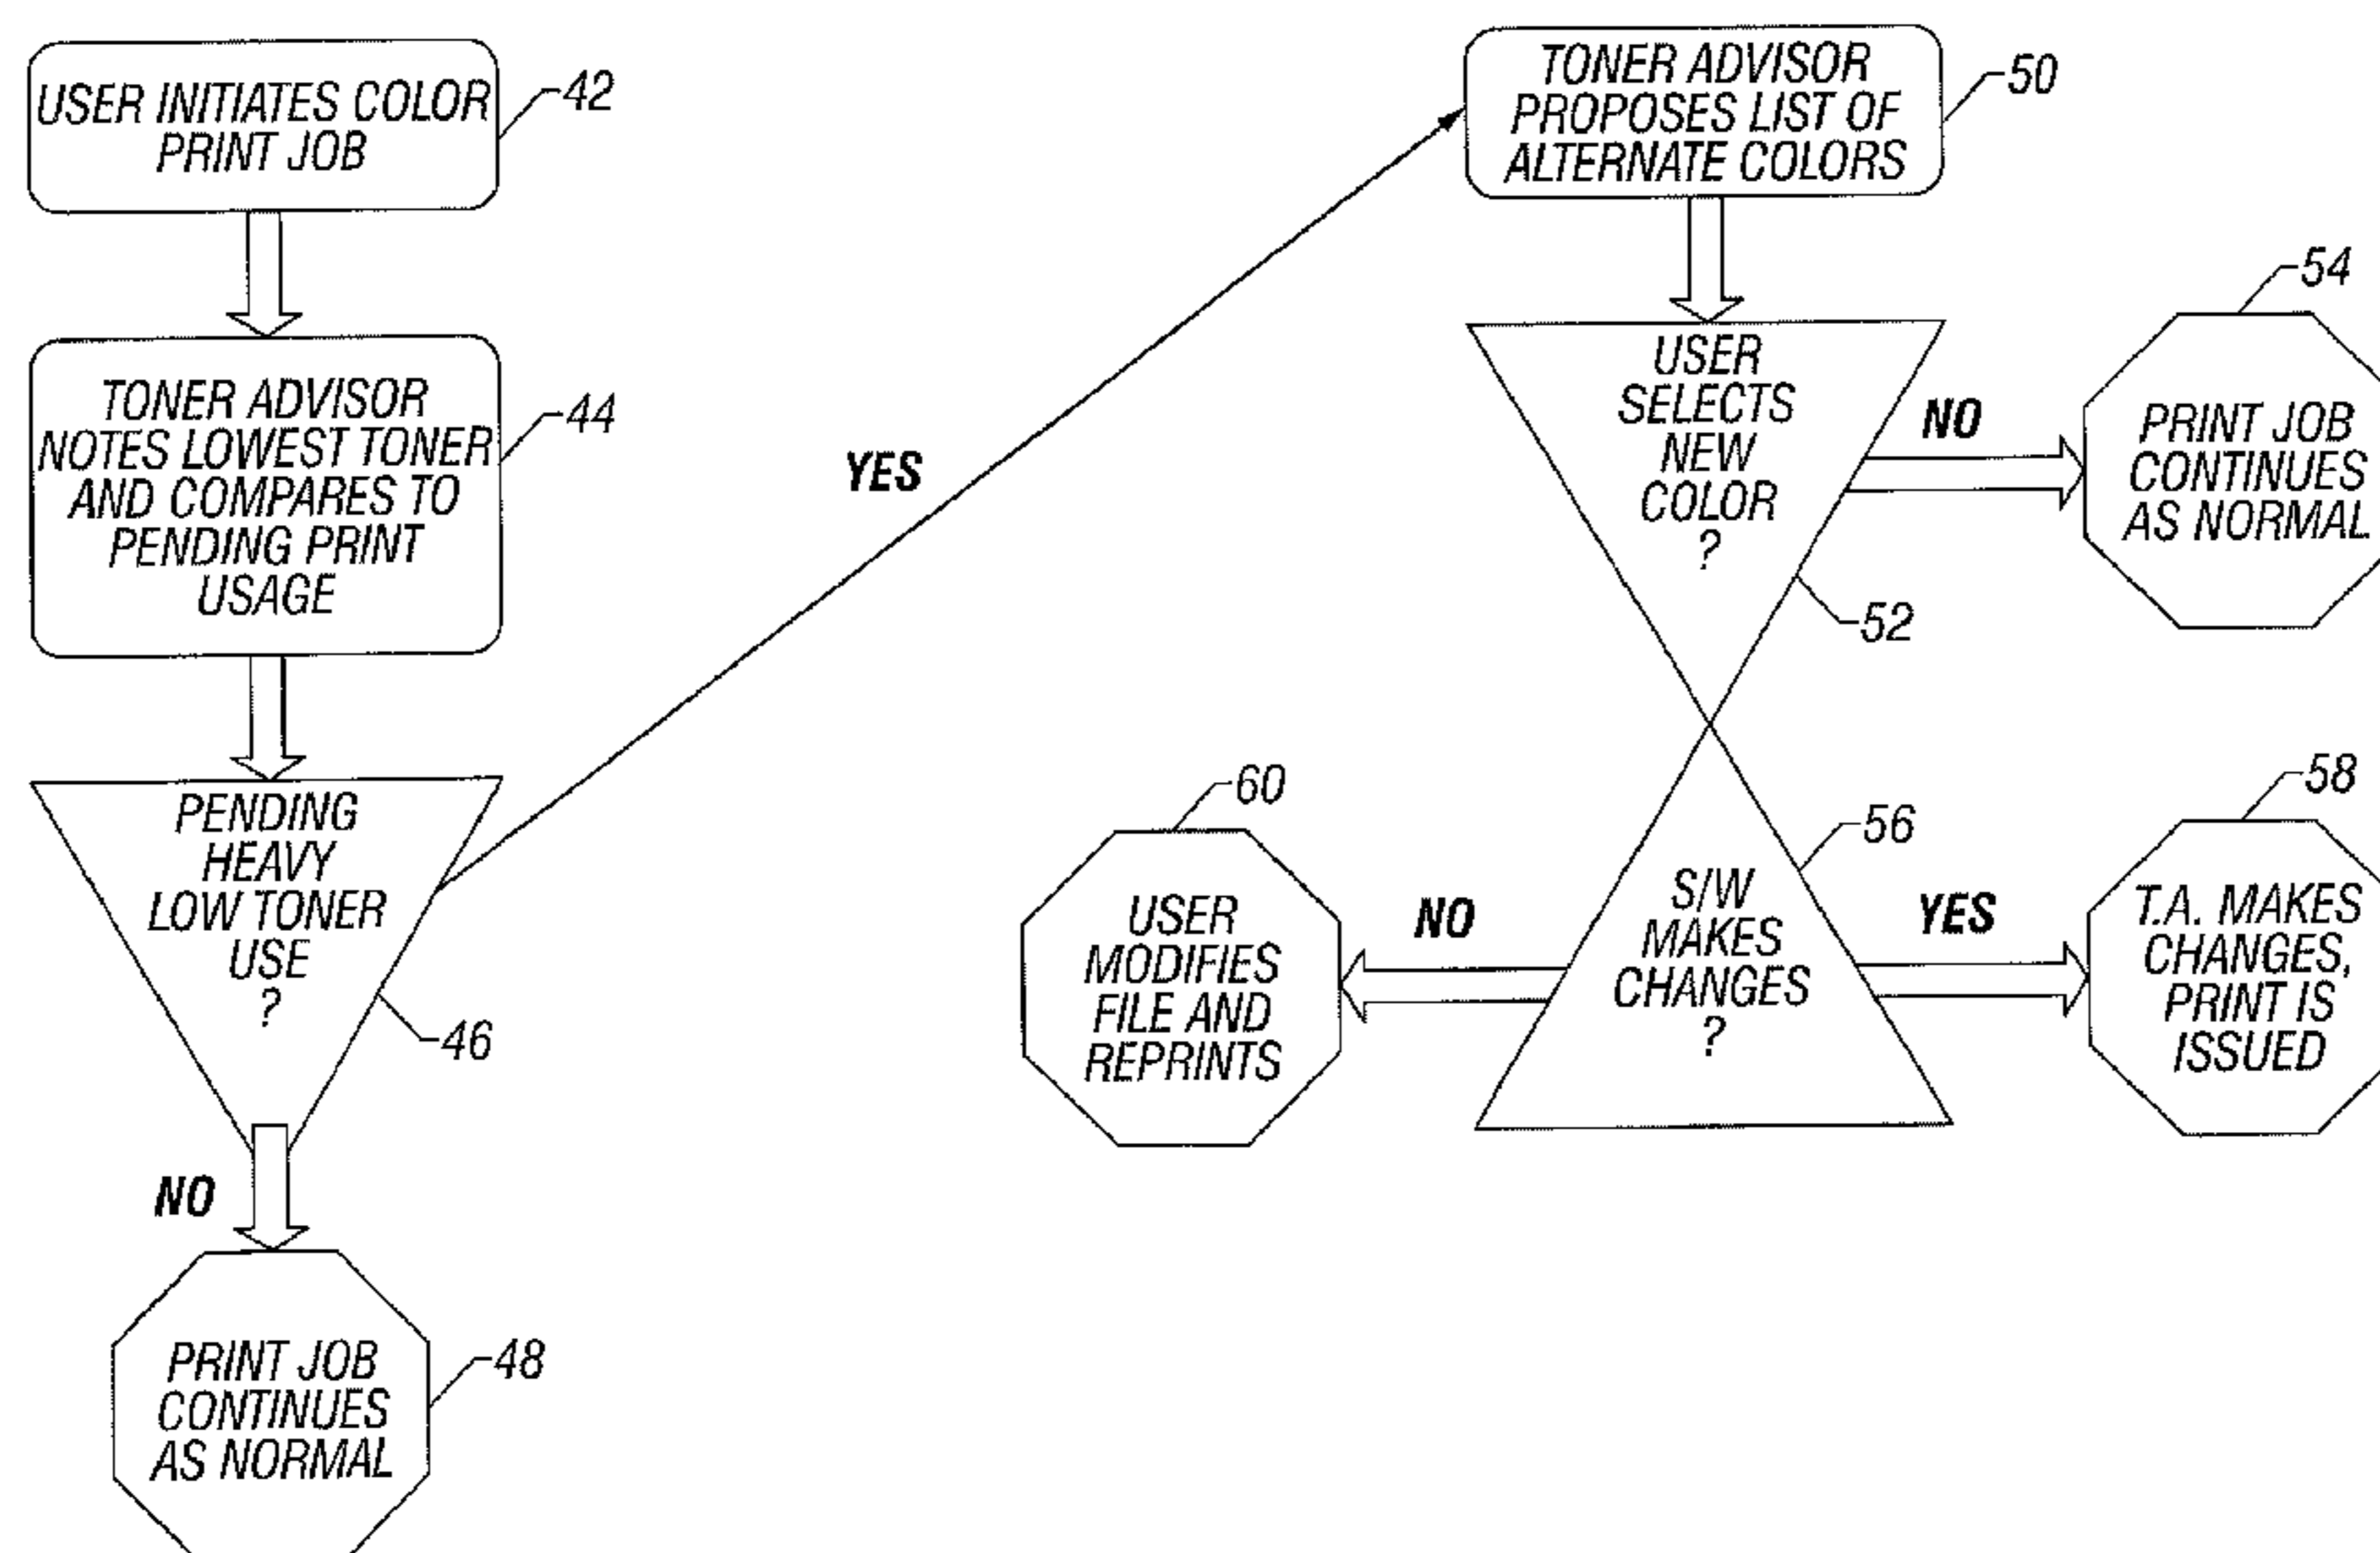 USER INITIATES COLOR
PRINT JOB
42
TONER ADVISOR
NOTES LOWEST TONER
AND COMPARES TO
PENDING PRINT
USAGE
44
PENDING
HEAVY
LOW TONER
USE
?
46
YES
NO
PRINT JOB
CONTINUES
AS NORMAL
48
TONER ADVISOR
PROPOSES LIST OF
ALTERNATE COLORS
50
USER
SELECTS
NEW
COLOR
?
52
NO
PRINT JOB
CONTINUES
AS NORMAL
54
S/W
MAKES
CHANGES
?
56
YES
T.A. MAKES
CHANGES,
PRINT IS
ISSUED
58
NO
USER
MODIFIES
FILE AND
REPRINTS
60